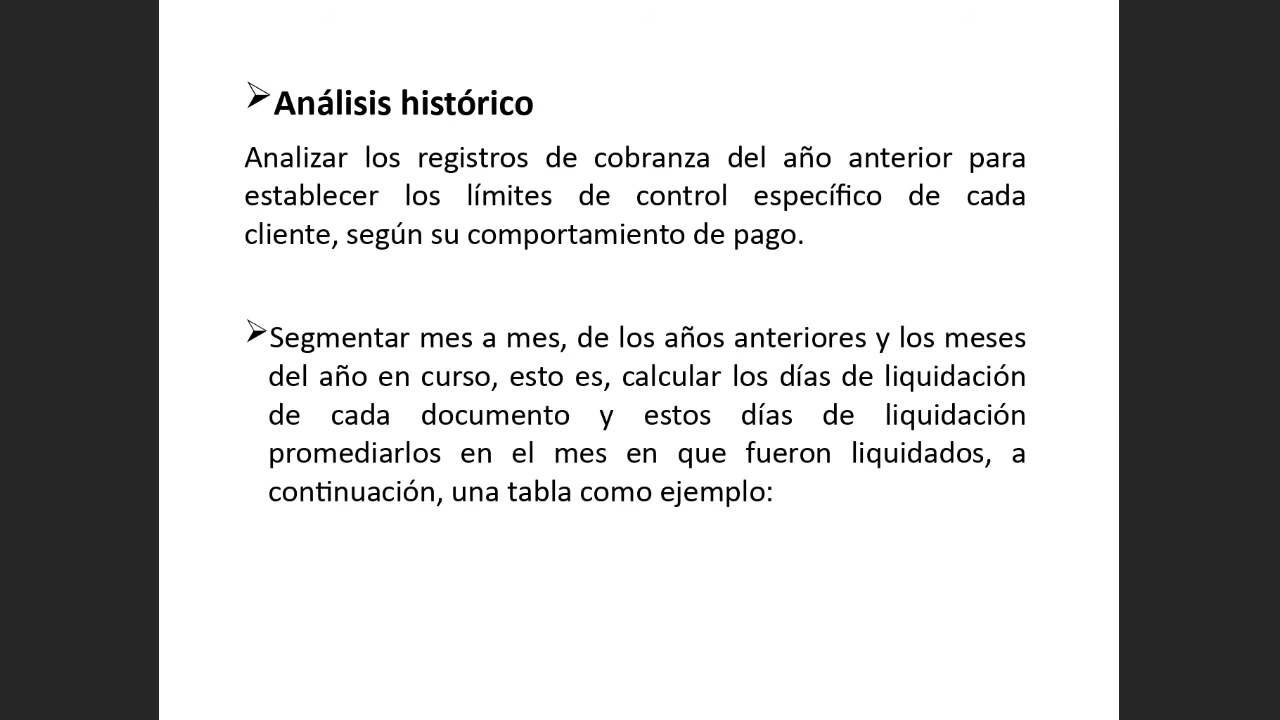 ➢Análisis histórico
Analizar los registros de cobranza del año anterior para
establecer los límites de control específico de cada
cliente, según su comportamiento de pago.
➢Segmentar mes a mes, de los años anteriores y los meses
del año en curso, esto es, calcular los días de liquidación
de cada documento y estos días de liquidación
promediarlos en el mes en que fueron liquidados, a
continuación, una tabla como ejemplo: